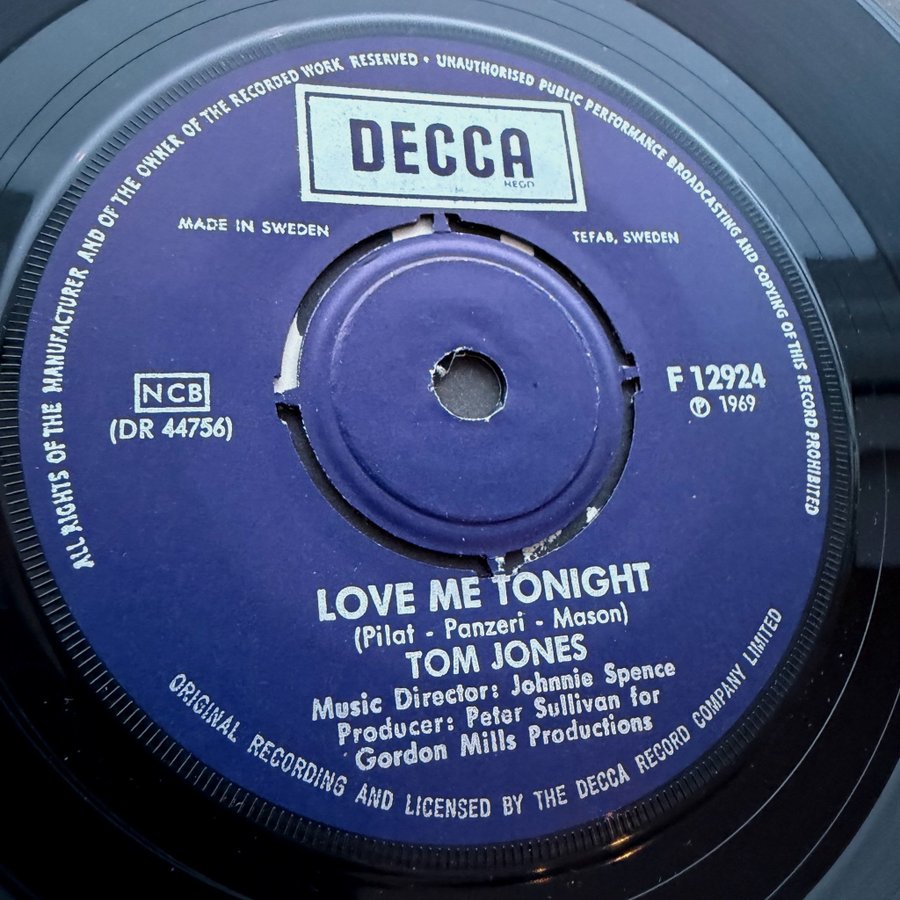 ALL RIGHTS OF THE MANUFACTURER AND OF THE OWNER OF THE RECORDED WORK RESERVED • UNAUTHORISED PUBLIC PERFORMANCE BROADCASTING AND COPYING OF THIS RECORD PROHIBITED
DECCA
REGD
MADE IN SWEDEN
TEFAB, SWEDEN
NCB
(DR 44756)
F 12924
℗ 1969
LOVE ME TONIGHT
(Pilat - Panzeri - Mason)
TOM JONES
Music Director: Johnnie Spence
Producer: Peter Sullivan for
Gordon Mills Productions
ORIGINAL RECORDING AND LICENSED BY THE DECCA RECORD COMPANY LIMITED